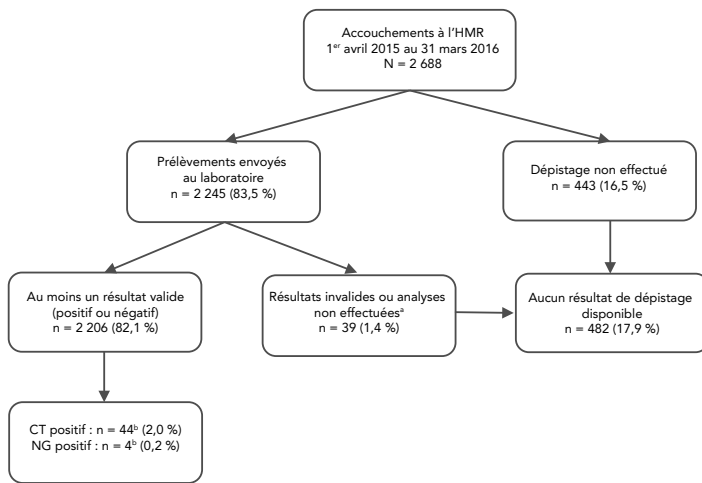 Accouchements à l’HMR
1er avril 2015 au 31 mars 2016
N = 2 688
Prélèvements envoyés
au laboratoire
n = 2 245 (83,5 %)
Dépistage non effectué
n = 443 (16,5 %)
Au moins un résultat valide
(positif ou négatif)
n = 2 206 (82,1 %)
Résultats invalides ou analyses
non effectuéesª
n = 39 (1,4 %)
Aucun résultat de dépistage
disponible
n = 482 (17,9 %)
CT positif : n = 44ᵇ (2,0 %)
NG positif : n = 4ᵇ (0,2 %)